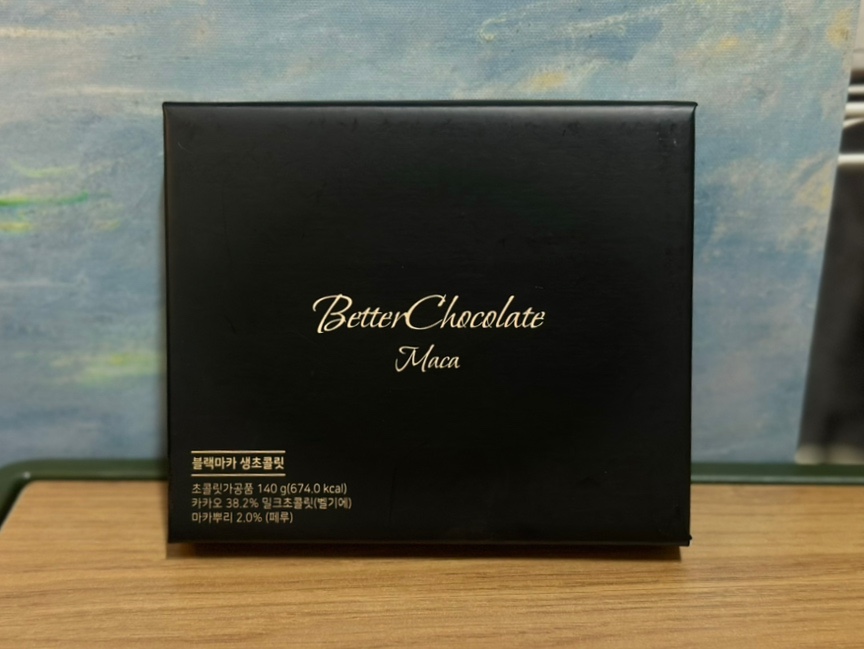 BetterChocolate
Maca
블랙마카 생초콜릿
초콜릿가공품 140 g(674.0 kcal)
카카오 38.2% 밀크초콜릿(벨기에)
마카뿌리 2.0% (페루)